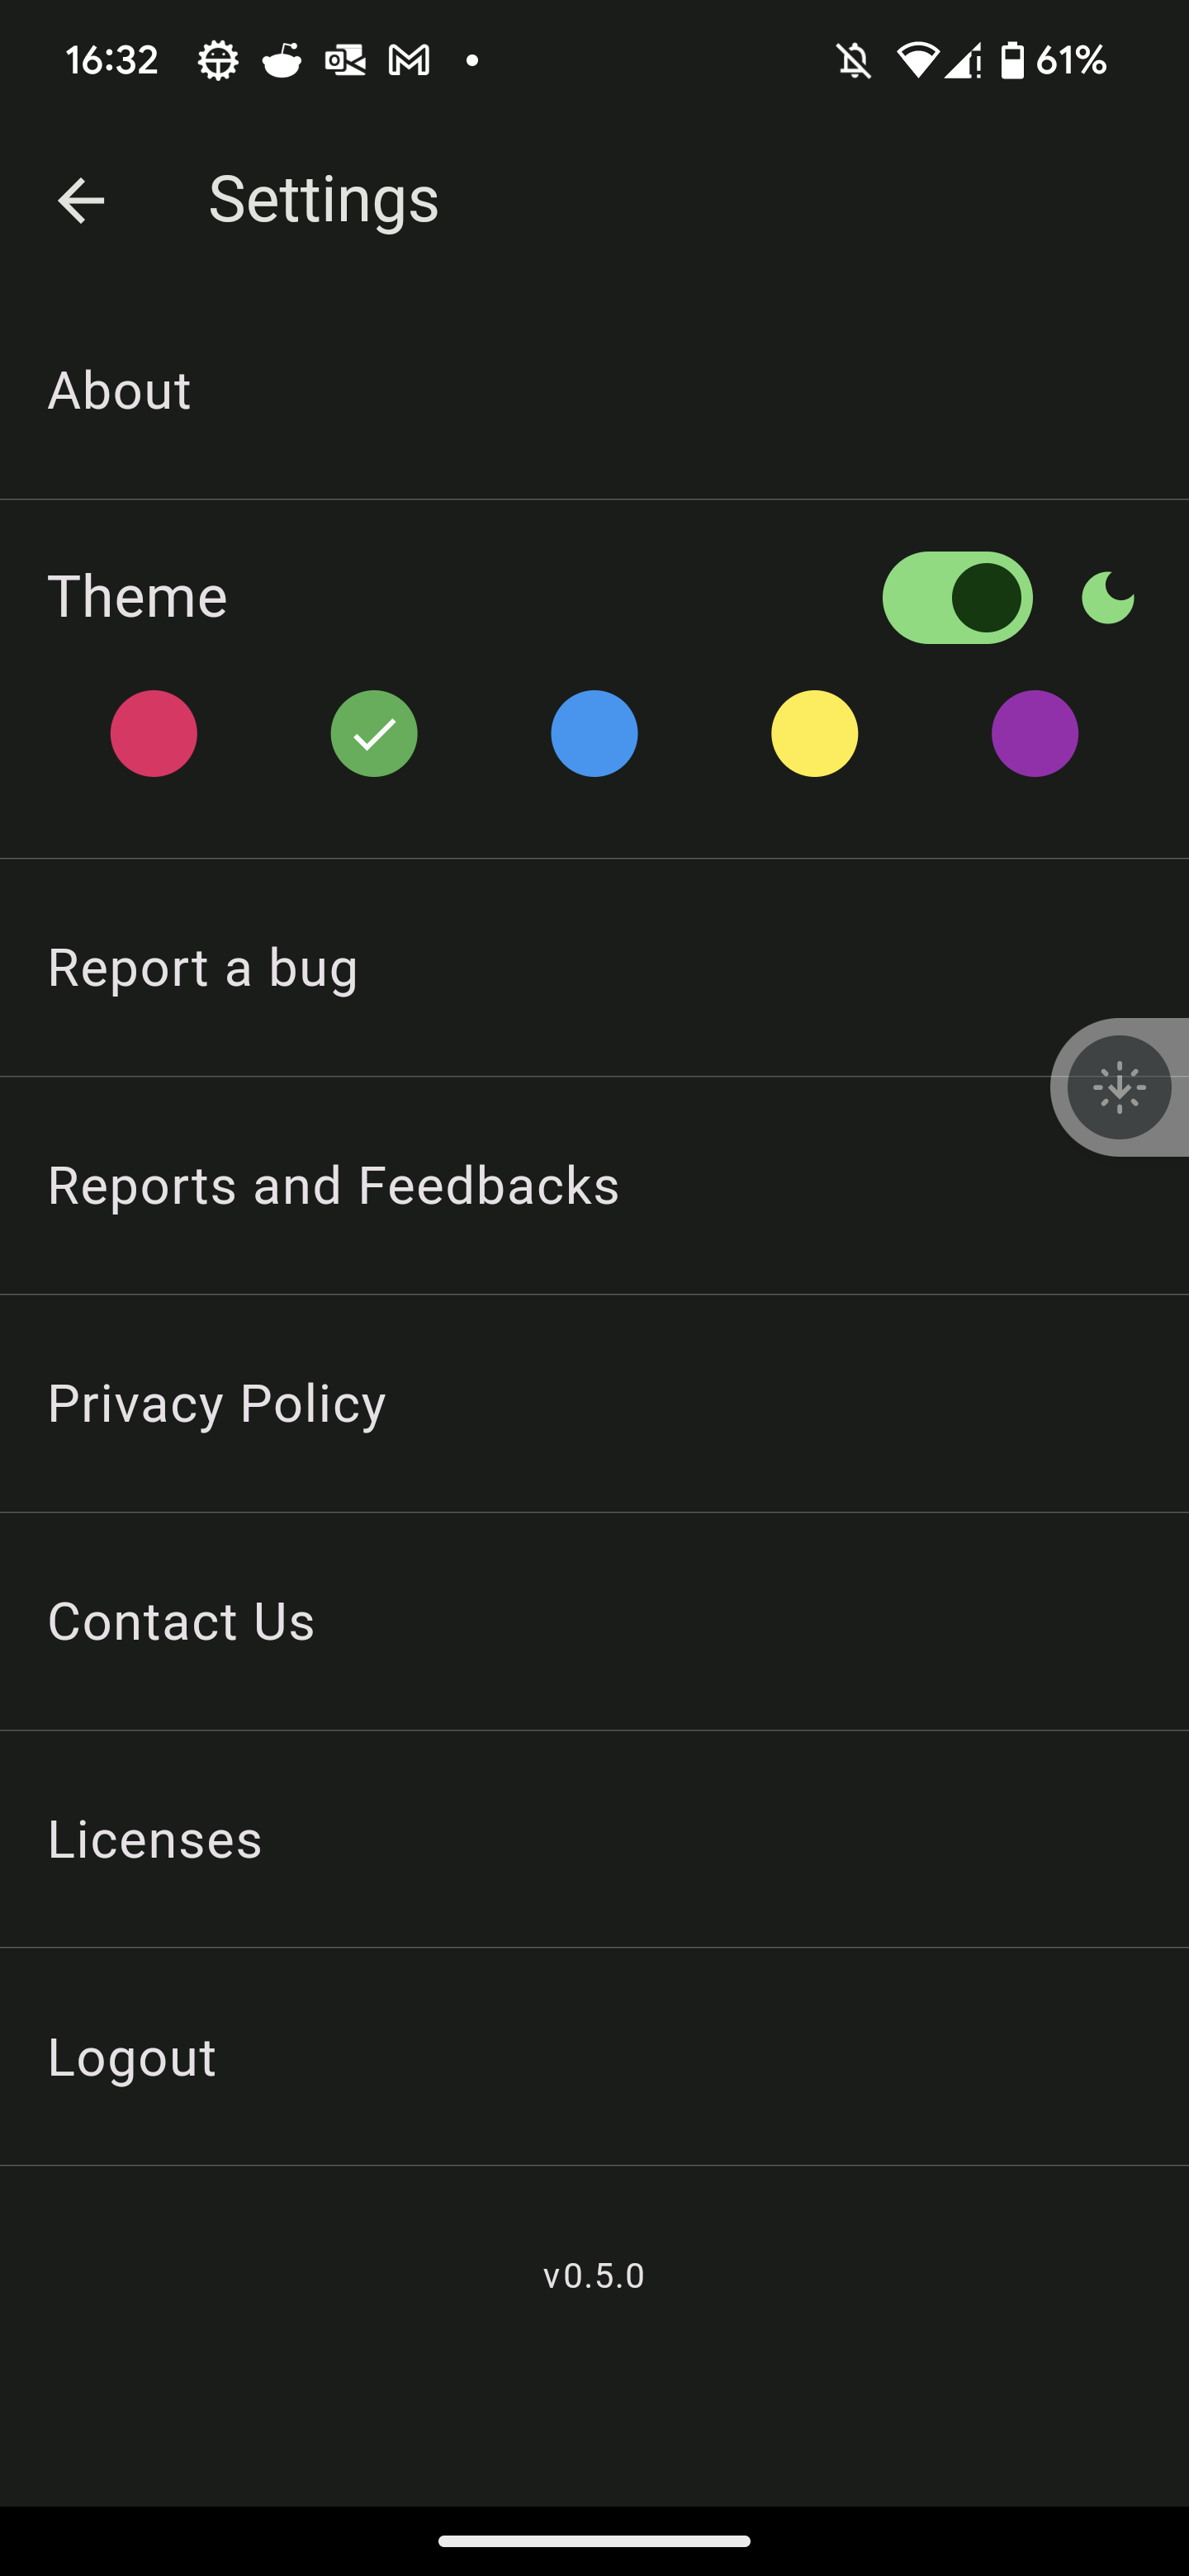 16:32 61%
Settings
About
Theme
Report a bug
Reports and Feedbacks
Privacy Policy
Contact Us
Licenses
Logout
v0.5.0